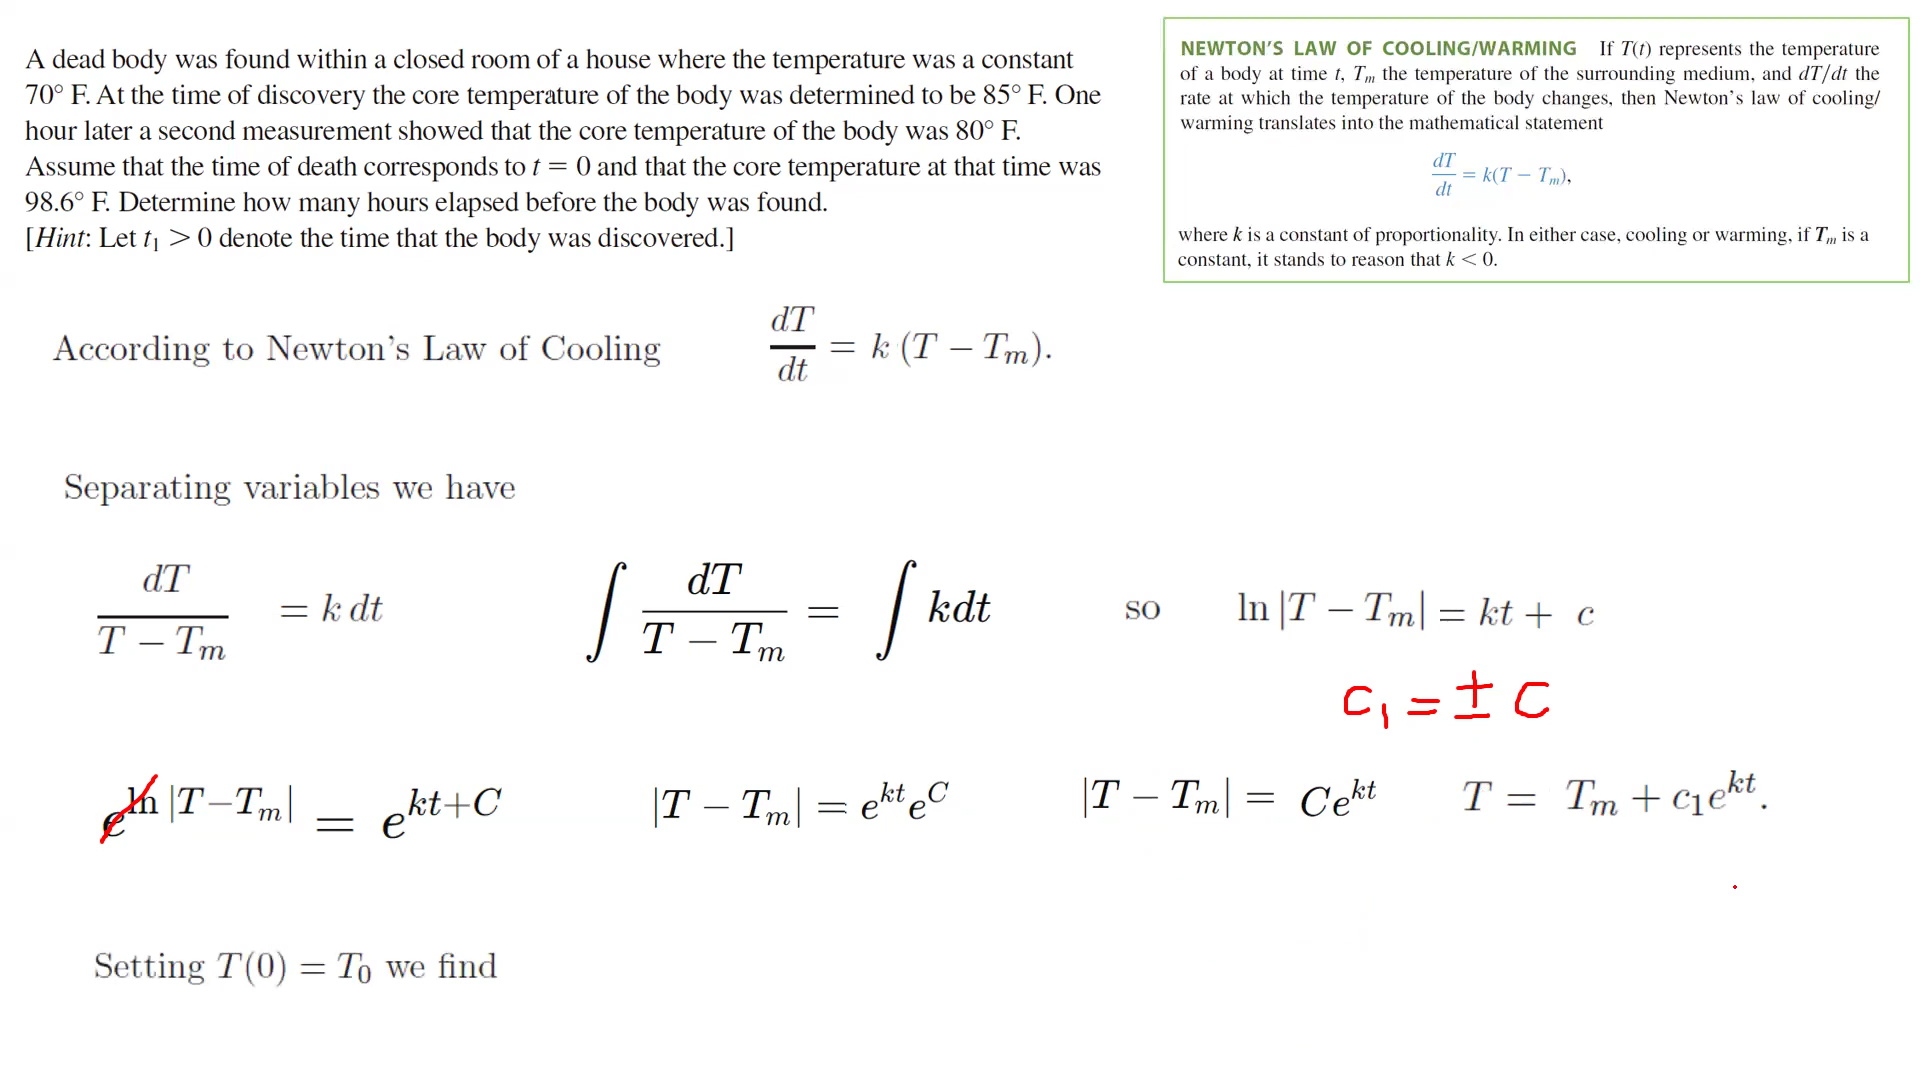 A dead body was found within a closed room of a house where the temperature was a constant
70° F. At the time of discovery the core temperature of the body was determined to be 85° F. One
hour later a second measurement showed that the core temperature of the body was 80° F.
Assume that the time of death corresponds to t = 0 and that the core temperature at that time was
98.6° F. Determine how many hours elapsed before the body was found.
[Hint: Let t₁ > 0 denote the time that the body was discovered.]
NEWTON'S LAW OF COOLING/WARMING If T(t) represents the temperature
of a body at time t, Tₘ the temperature of the surrounding medium, and dT/dt the
rate at which the temperature of the body changes, then Newton's law of cooling/
warming translates into the mathematical statement
dT/dt = k(T − Tₘ),
where k is a constant of proportionality. In either case, cooling or warming, if Tₘ is a
constant, it stands to reason that k < 0.
According to Newton's Law of Cooling dT/dt = k (T − Tₘ).
Separating variables we have
dT/(T − Tₘ) = k dt ∫ dT/(T − Tₘ) = ∫ kdt so ln |T − Tₘ| = kt + c
c₁ = ± C
e^(ln |T−Tₘ|) = e^(kt+C) |T − Tₘ| = e^(kt) e^(C) |T − Tₘ| = Ce^(kt) T = Tₘ + c₁e^(kt).
Setting T(0) = T₀ we find